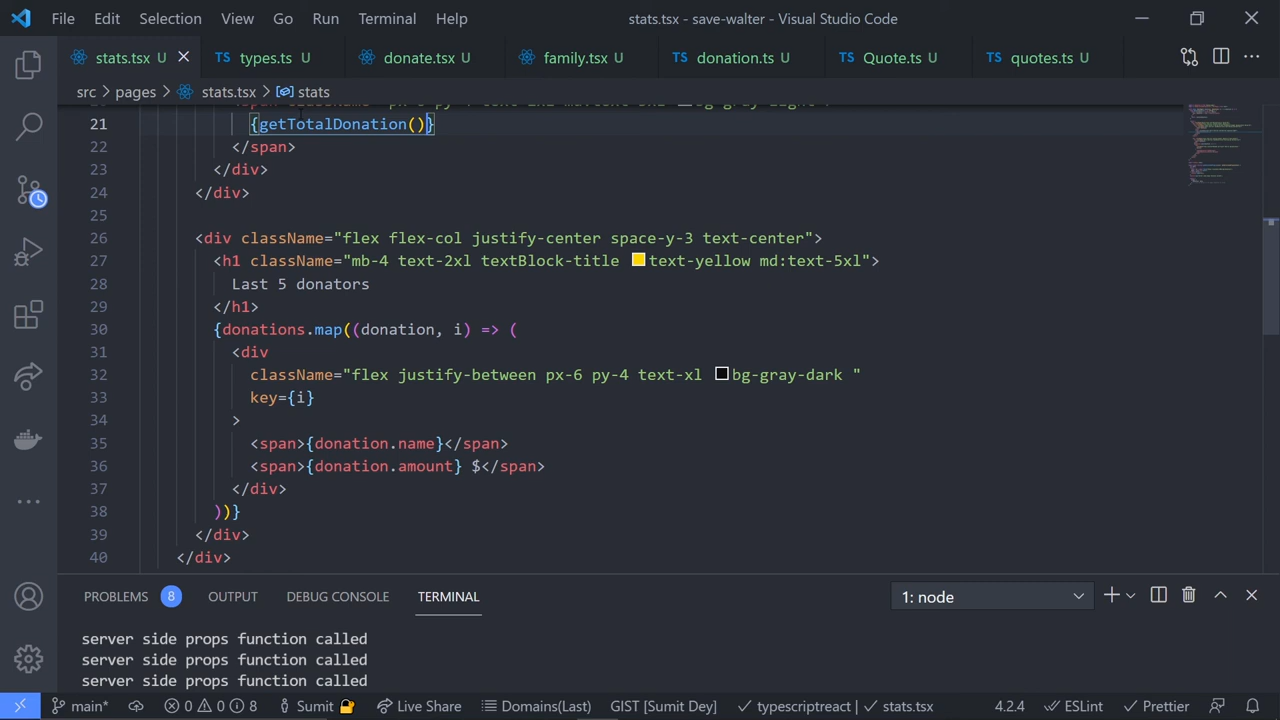 File Edit Selection View Go Run Terminal Help stats.tsx - save-walter - Visual Studio Code
stats.tsx U types.ts U donate.tsx U family.tsx U donation.ts U Quote.ts U quotes.ts U
src > pages > stats.tsx > stats
21 {getTotalDonation()}
22 </span>
23 </div>
24 </div>
25
26 <div className="flex flex-col justify-center space-y-3 text-center">
27 <h1 className="mb-4 text-2xl textBlock-title text-yellow md:text-5xl">
28 Last 5 donators
29 </h1>
30 {donations.map((donation, i) => (
31 <div
32 className="flex justify-between px-6 py-4 text-xl bg-gray-dark "
33 key={i}
34 >
35 <span>{donation.name}</span>
36 <span>{donation.amount} $</span>
37 </div>
38 ))}
39 </div>
40 </div>
PROBLEMS 8 OUTPUT DEBUG CONSOLE TERMINAL 1: node
server side props function called
server side props function called
server side props function called
main* 0 0 8 Sumit Live Share Domains(Last) GIST [Sumit Dey] typescriptreact stats.tsx 4.2.4 ESLint Prettier